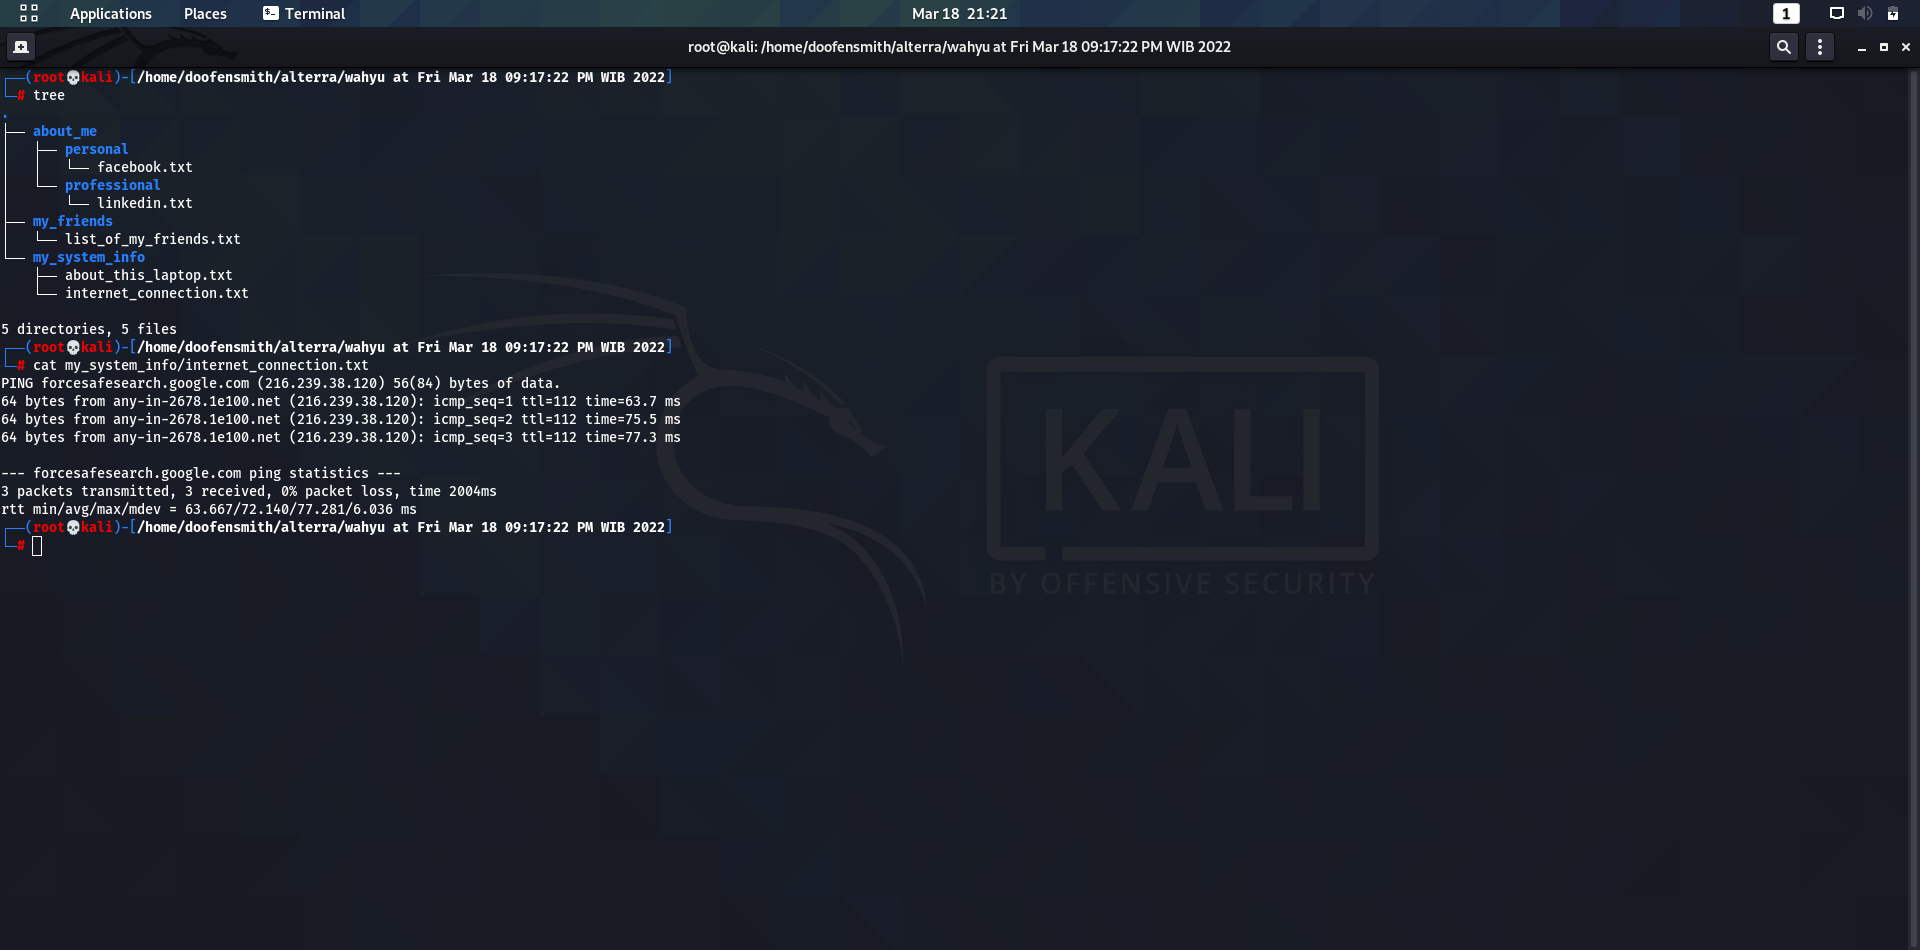 Applications Places Terminal Mar 18 21:21 1
root@kali: /home/doofensmith/alterra/wahyu at Fri Mar 18 09:17:22 PM WIB 2022
┌──(root💀kali)-[/home/doofensmith/alterra/wahyu at Fri Mar 18 09:17:22 PM WIB 2022]
└─# tree
.
├── about_me
│   ├── personal
│   │   └── facebook.txt
│   └── professional
│       └── linkedin.txt
├── my_friends
│   └── list_of_my_friends.txt
└── my_system_info
    ├── about_this_laptop.txt
    └── internet_connection.txt

5 directories, 5 files
┌──(root💀kali)-[/home/doofensmith/alterra/wahyu at Fri Mar 18 09:17:22 PM WIB 2022]
└─# cat my_system_info/internet_connection.txt
PING forcesafesearch.google.com (216.239.38.120) 56(84) bytes of data.
64 bytes from any-in-2678.1e100.net (216.239.38.120): icmp_seq=1 ttl=112 time=63.7 ms
64 bytes from any-in-2678.1e100.net (216.239.38.120): icmp_seq=2 ttl=112 time=75.5 ms
64 bytes from any-in-2678.1e100.net (216.239.38.120): icmp_seq=3 ttl=112 time=77.3 ms

--- forcesafesearch.google.com ping statistics ---
3 packets transmitted, 3 received, 0% packet loss, time 2004ms
rtt min/avg/max/mdev = 63.667/72.140/77.281/6.036 ms
┌──(root💀kali)-[/home/doofensmith/alterra/wahyu at Fri Mar 18 09:17:22 PM WIB 2022]
└─#
KALI
BY OFFENSIVE SECURITY